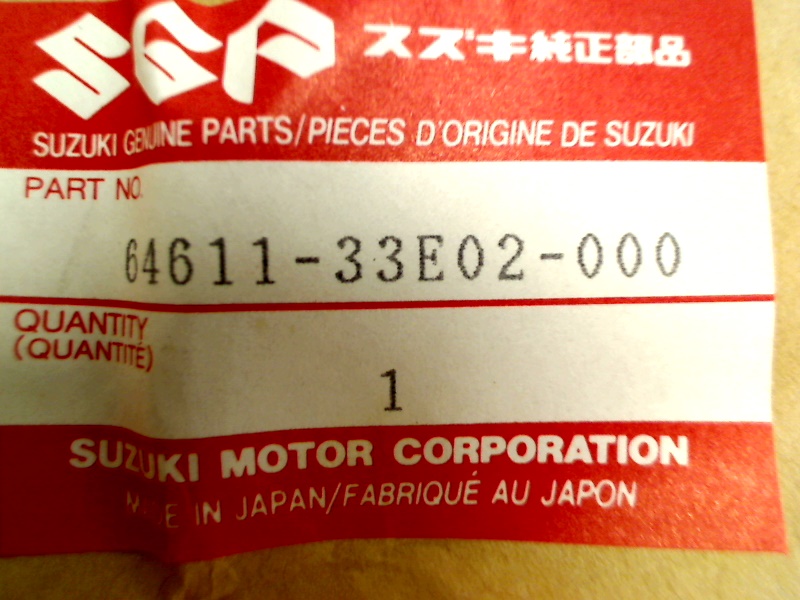 SGP スズキ純正部品
SUZUKI GENUINE PARTS/PIECES D'ORIGINE DE SUZUKI
PART NO.
64611-33E02-000
QUANTITY
(QUANTITÉ)
1
SUZUKI MOTOR CORPORATION
MADE IN JAPAN/FABRIQUÉ AU JAPON